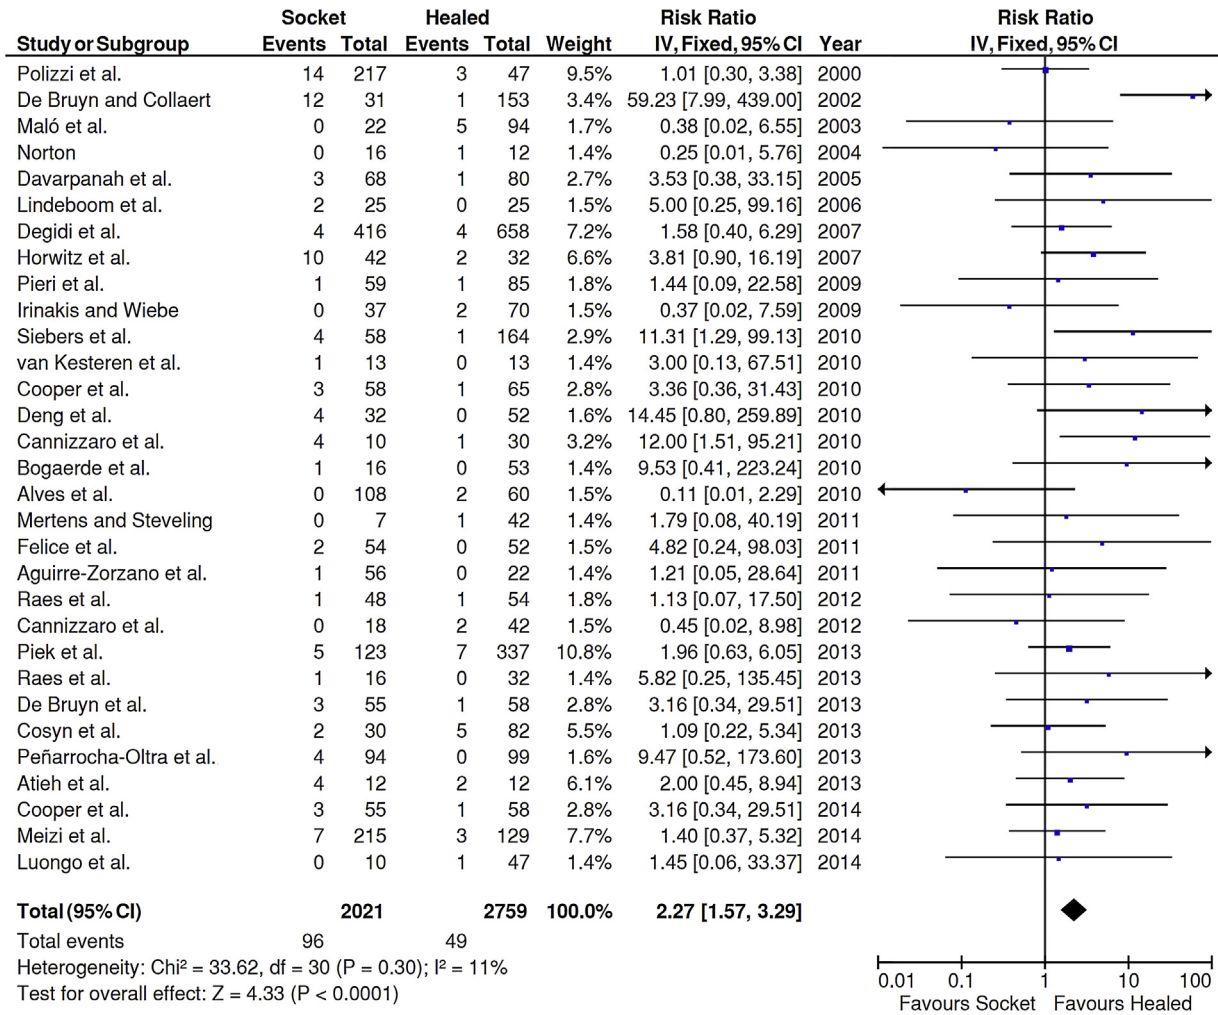 Socket Healed Risk Ratio Risk Ratio
Study or Subgroup Events Total Events Total Weight IV, Fixed, 95% CI Year IV, Fixed, 95% CI
Polizzi et al. 14 217 3 47 9.5% 1.01 [0.30, 3.38] 2000
De Bruyn and Collaert 12 31 1 153 3.4% 59.23 [7.99, 439.00] 2002
Maló et al. 0 22 5 94 1.7% 0.38 [0.02, 6.55] 2003
Norton 0 16 1 12 1.4% 0.25 [0.01, 5.76] 2004
Davarpanah et al. 3 68 1 80 2.7% 3.53 [0.38, 33.15] 2005
Lindeboom et al. 2 25 0 25 1.5% 5.00 [0.25, 99.16] 2006
Degidi et al. 4 416 4 658 7.2% 1.58 [0.40, 6.29] 2007
Horwitz et al. 10 42 2 32 6.6% 3.81 [0.90, 16.19] 2007
Pieri et al. 1 59 1 85 1.8% 1.44 [0.09, 22.58] 2009
Irinakis and Wiebe 0 37 2 70 1.5% 0.37 [0.02, 7.59] 2009
Siebers et al. 4 58 1 164 2.9% 11.31 [1.29, 99.13] 2010
van Kesteren et al. 1 13 0 13 1.4% 3.00 [0.13, 67.51] 2010
Cooper et al. 3 58 1 65 2.8% 3.36 [0.36, 31.43] 2010
Deng et al. 4 32 0 52 1.6% 14.45 [0.80, 259.89] 2010
Cannizzaro et al. 4 10 1 30 3.2% 12.00 [1.51, 95.21] 2010
Bogaerde et al. 1 16 0 53 1.4% 9.53 [0.41, 223.24] 2010
Alves et al. 0 108 2 60 1.5% 0.11 [0.01, 2.29] 2010
Mertens and Steveling 0 7 1 42 1.4% 1.79 [0.08, 40.19] 2011
Felice et al. 2 54 0 52 1.5% 4.82 [0.24, 98.03] 2011
Aguirre-Zorzano et al. 1 56 0 22 1.4% 1.21 [0.05, 28.64] 2011
Raes et al. 1 48 1 54 1.8% 1.13 [0.07, 17.50] 2012
Cannizzaro et al. 0 18 2 42 1.5% 0.45 [0.02, 8.98] 2012
Piek et al. 5 123 7 337 10.8% 1.96 [0.63, 6.05] 2013
Raes et al. 1 16 0 32 1.4% 5.82 [0.25, 135.45] 2013
De Bruyn et al. 3 55 1 58 2.8% 3.16 [0.34, 29.51] 2013
Cosyn et al. 2 30 5 82 5.5% 1.09 [0.22, 5.34] 2013
Peñarrocha-Oltra et al. 4 94 0 99 1.6% 9.47 [0.52, 173.60] 2013
Atieh et al. 4 12 2 12 6.1% 2.00 [0.45, 8.94] 2013
Cooper et al. 3 55 1 58 2.8% 3.16 [0.34, 29.51] 2014
Meizi et al. 7 215 3 129 7.7% 1.40 [0.37, 5.32] 2014
Luongo et al. 0 10 1 47 1.4% 1.45 [0.06, 33.37] 2014
Total (95% CI) 2021 2759 100.0% 2.27 [1.57, 3.29]
Total events 96 49
Heterogeneity: Chi² = 33.62, df = 30 (P = 0.30); I² = 11%
Test for overall effect: Z = 4.33 (P < 0.0001)
0.01 0.1 1 10 100
Favours Socket Favours Healed